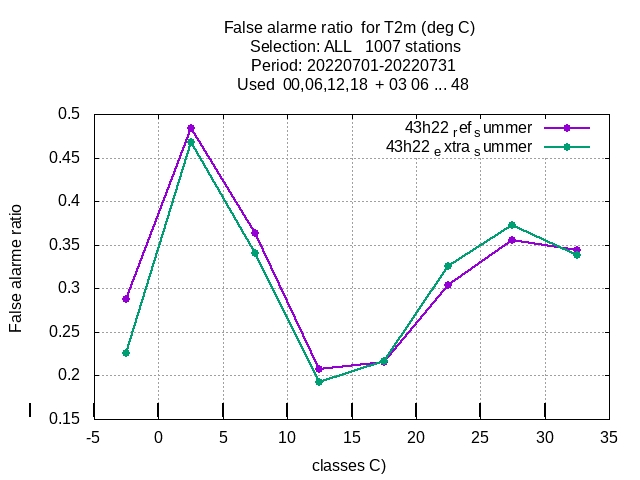 False alarme ratio  for T2m (deg C)
Selection: ALL   1007 stations
Period: 20220701-20220731
Used  00,06,12,18  + 03 06 ... 48
0.5
43h22 ref summer
0.45
43h22 extra summer
0.4
0.35
0.3
0.25
0.2
0.15
False alarme ratio
-5 0 5 10 15 20 25 30 35
classes C)